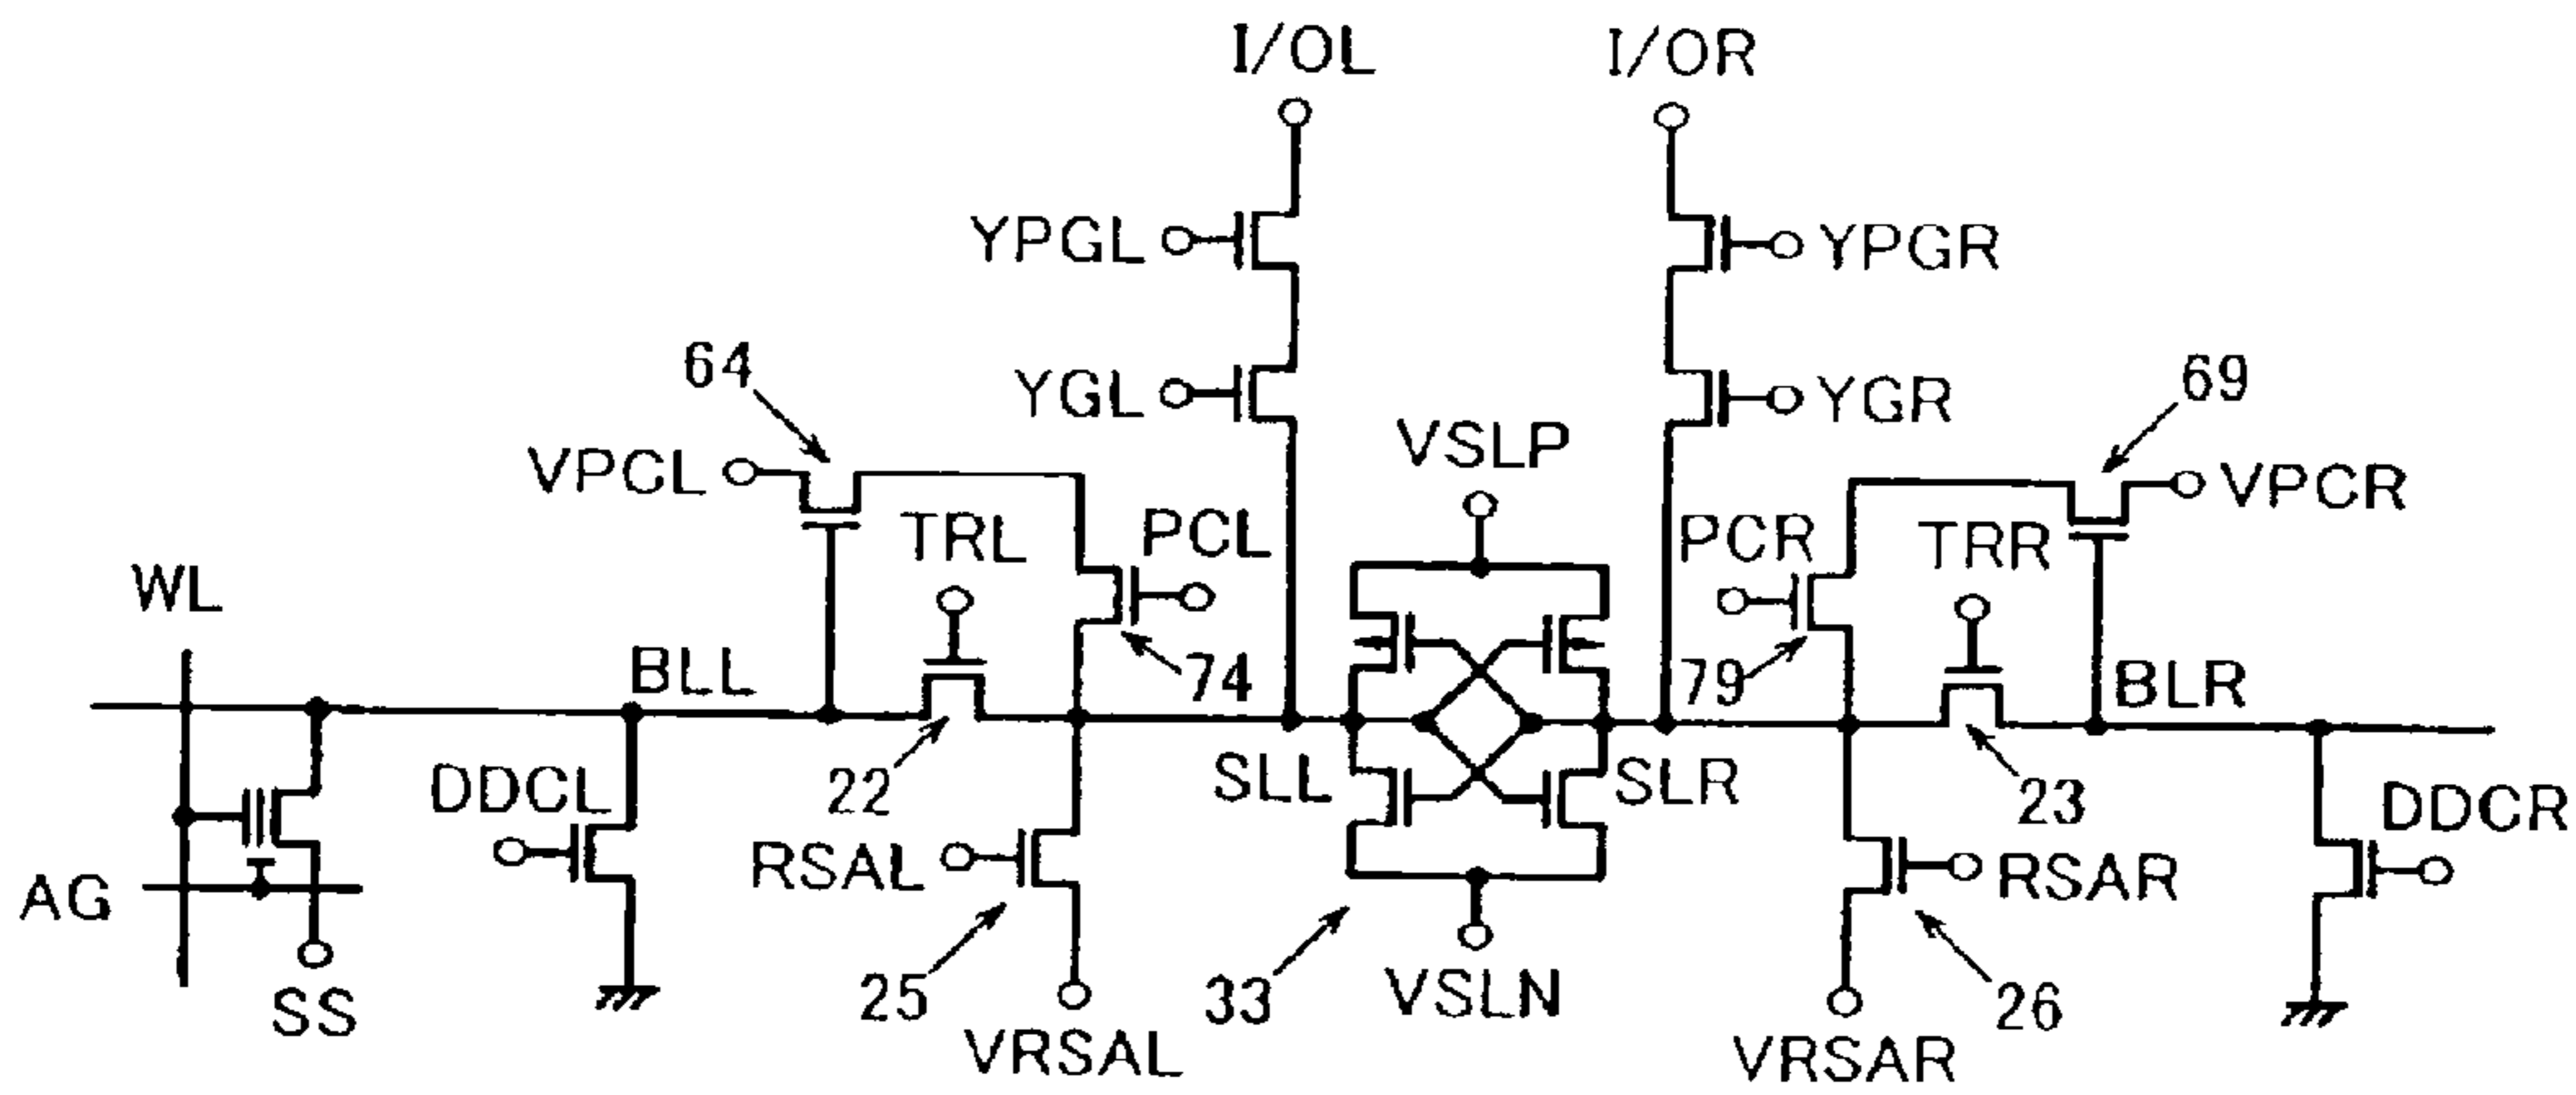 I/OL
I/OR
YPGL
YPGR
64
YGL
YGR
69
VPCL
VSLP
VPCR
TRL
PCL
PCR
TRR
WL
BLL
74
79
BLR
DDCL
22
SLL
SLR
23
DDCR
AG
RSAL
RSAR
SS
25
33
VSLN
26
VRSAL
VRSAR